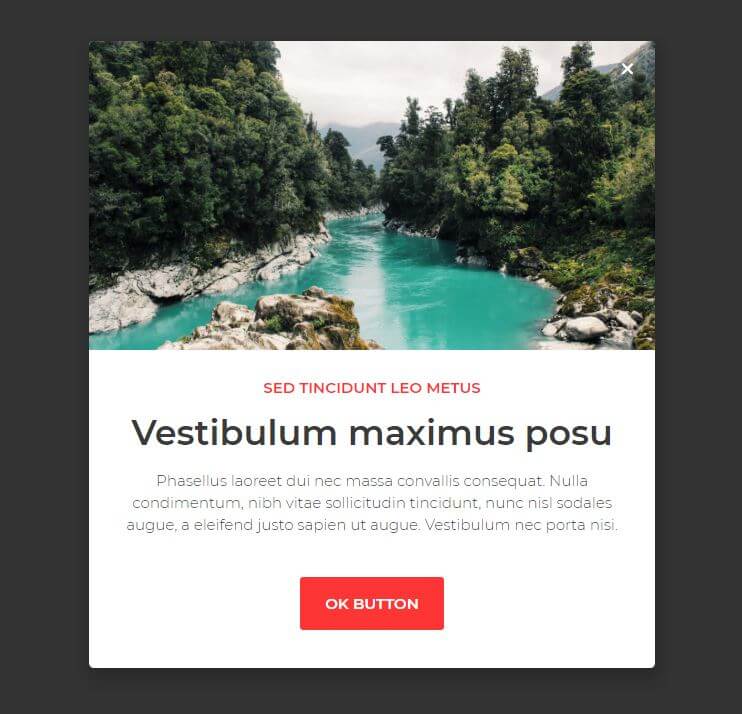 SED TINCIDUNT LEO METUS
Vestibulum maximus posu
Phasellus laoreet dui nec massa convallis consequat. Nulla
condimentum, nibh vitae sollicitudin tincidunt, nunc nisl sodales
augue, a eleifend justo sapien ut augue. Vestibulum nec porta nisi.
OK BUTTON